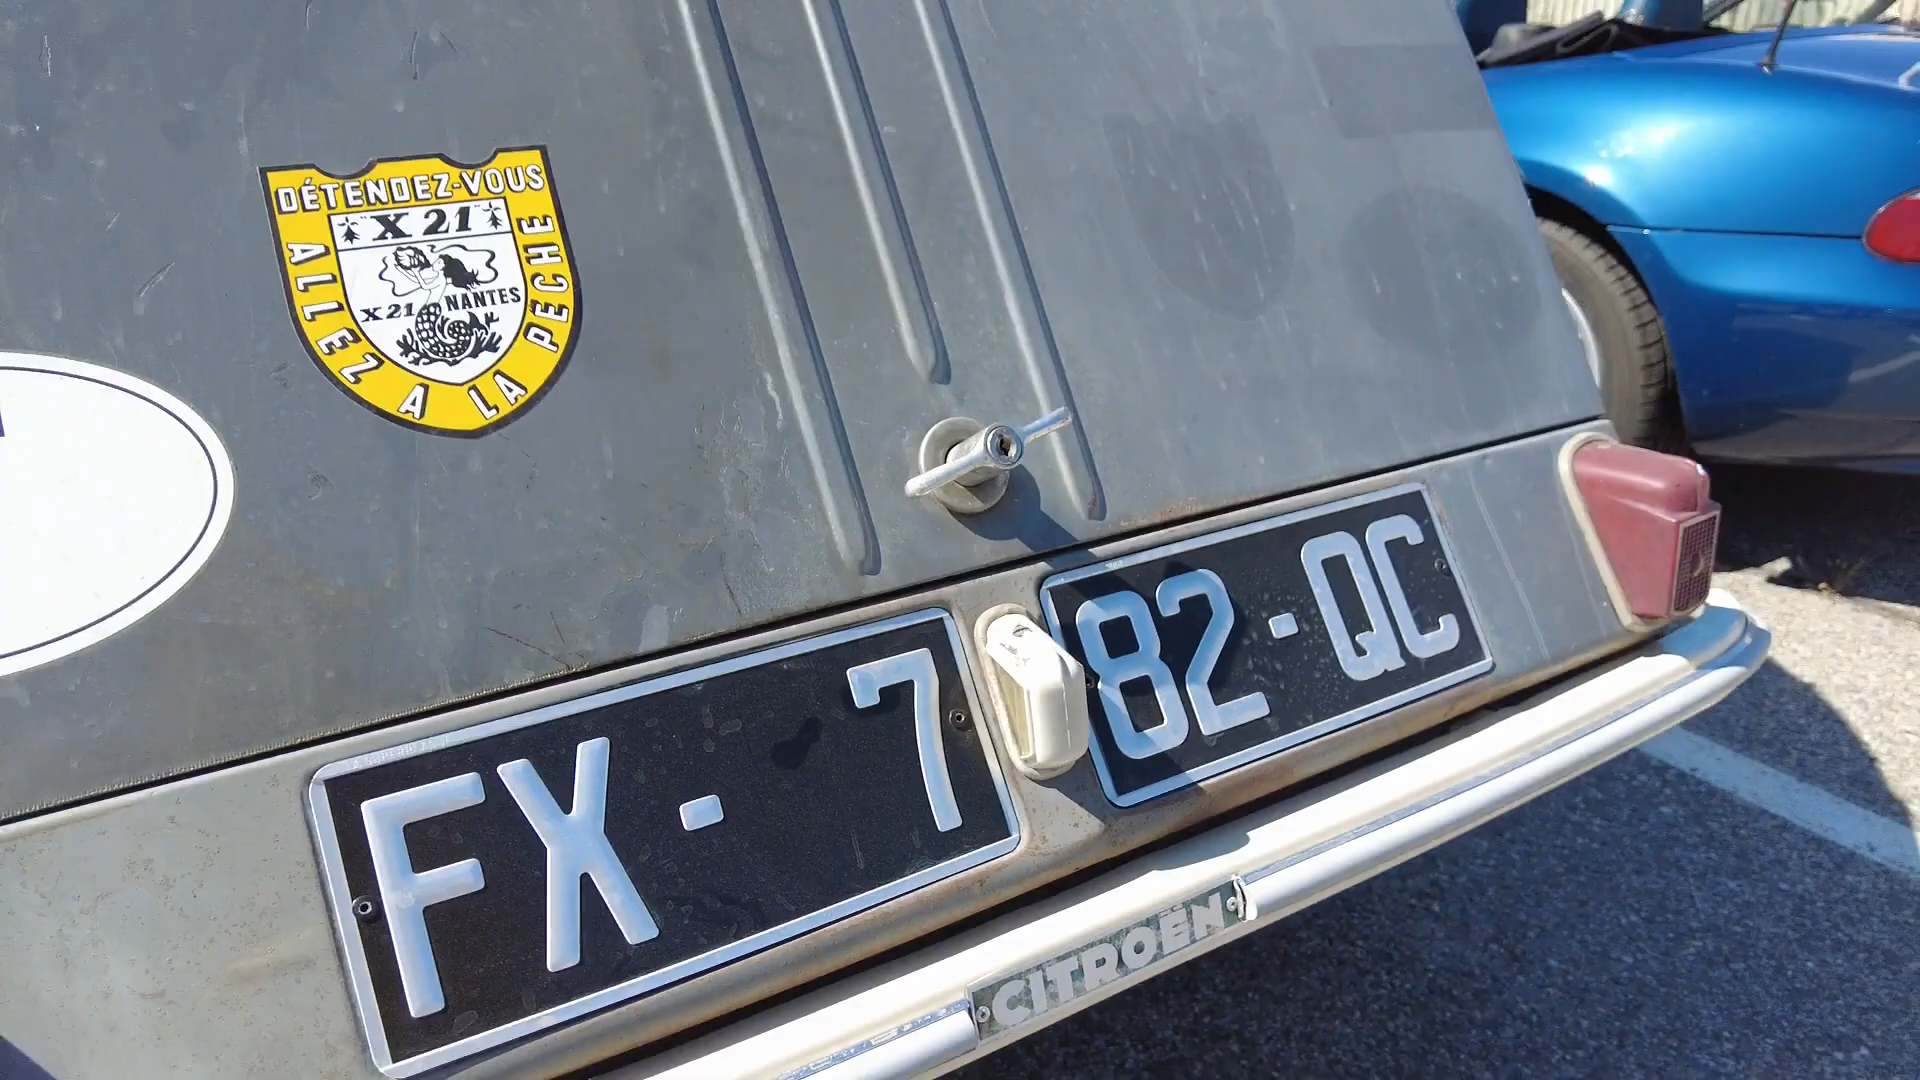 DÉTENDEZ-VOUS
X 21
ALLEZ A LA PECHE
X 21 NANTES
FX-7 82-QC
CITROËN